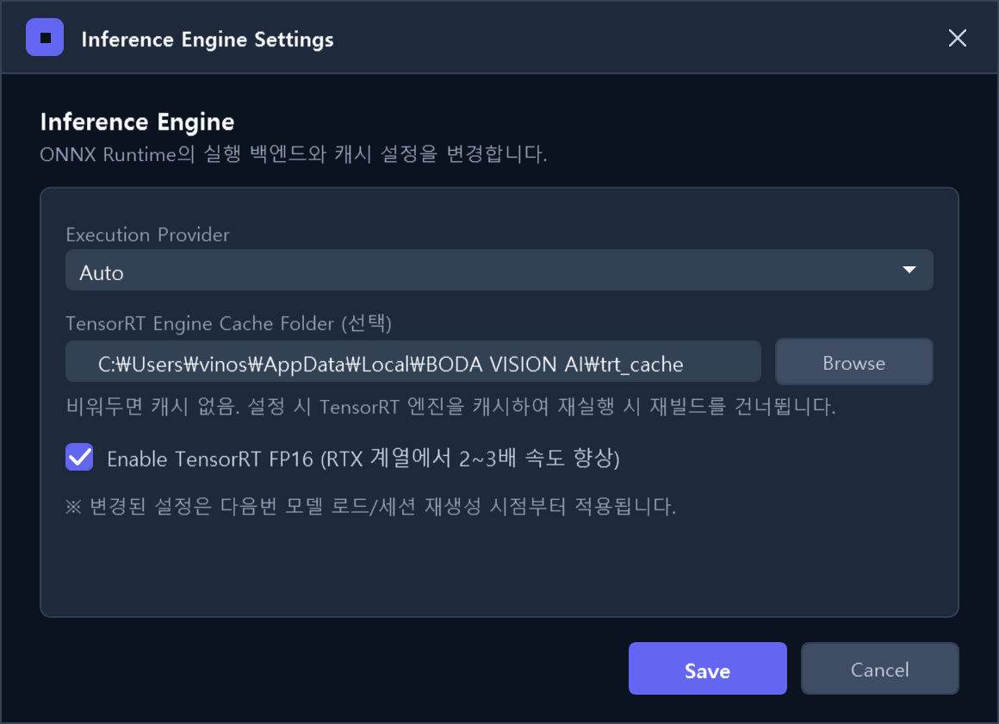 Inference Engine Settings
Inference Engine
ONNX Runtime의 실행 백엔드와 캐시 설정을 변경합니다.
Execution Provider
Auto
TensorRT Engine Cache Folder (선택)
C:₩Users₩vinos₩AppData₩Local₩BODA VISION AI₩trt_cache
Browse
비워두면 캐시 없음. 설정 시 TensorRT 엔진을 캐시하여 재실행 시 재빌드를 건너뜁니다.
Enable TensorRT FP16 (RTX 계열에서 2~3배 속도 향상)
※ 변경된 설정은 다음번 모델 로드/세션 재생성 시점부터 적용됩니다.
Save
Cancel